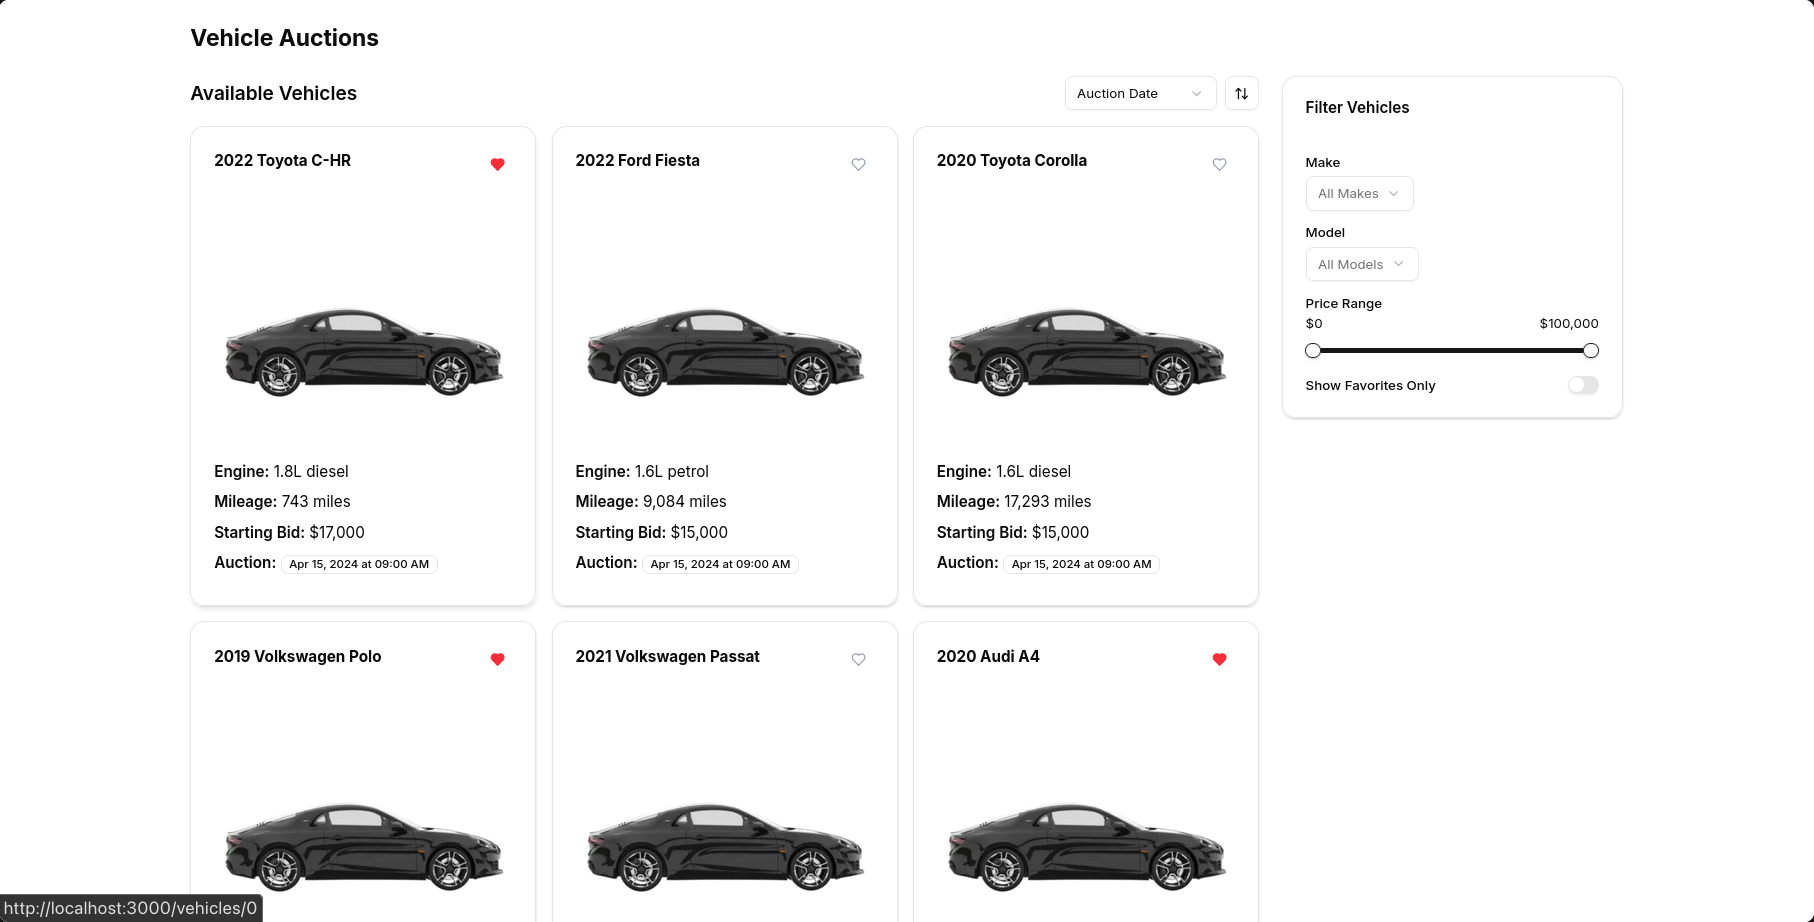 Vehicle Auctions
Available Vehicles
Auction Date
2022 Toyota C-HR
Engine: 1.8L diesel
Mileage: 743 miles
Starting Bid: $17,000
Auction: Apr 15, 2024 at 09:00 AM
2022 Ford Fiesta
Engine: 1.6L petrol
Mileage: 9,084 miles
Starting Bid: $15,000
Auction: Apr 15, 2024 at 09:00 AM
2020 Toyota Corolla
Engine: 1.6L diesel
Mileage: 17,293 miles
Starting Bid: $15,000
Auction: Apr 15, 2024 at 09:00 AM
2019 Volkswagen Polo
2021 Volkswagen Passat
2020 Audi A4
Filter Vehicles
Make
All Makes
Model
All Models
Price Range
$0 $100,000
Show Favorites Only
http://localhost:3000/vehicles/0